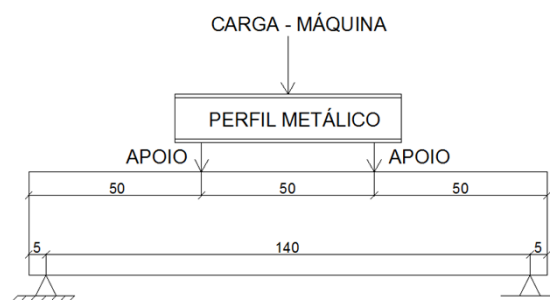 CARGA - MÁQUINA
PERFIL METÁLICO
APOIO APOIO
50 50 50
5 140 5